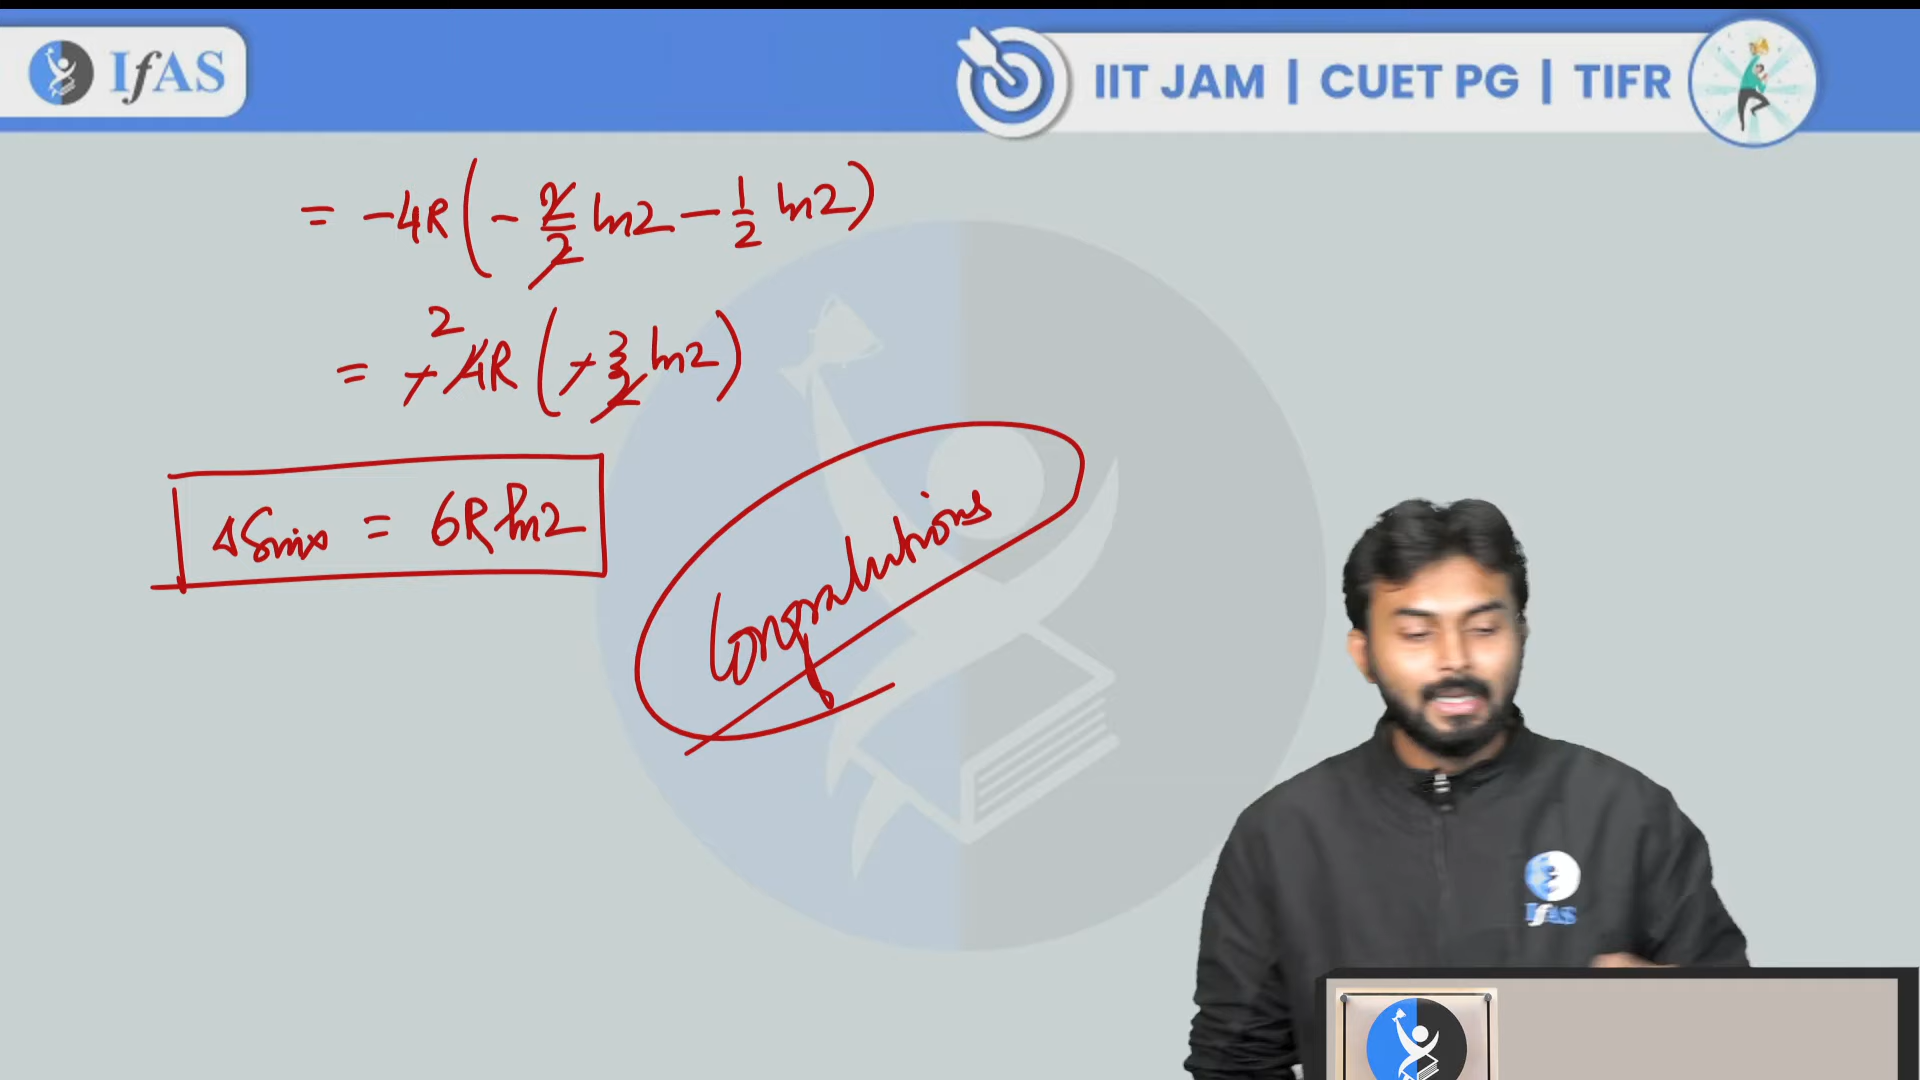 IfAS
IIT JAM | CUET PG | TIFR
= -4R(-2/2 ln2 - 1/2 ln2)
2
= -4R(-3/2 ln2)
ΔSmix = 6R ln2
Congralutions
IfAS